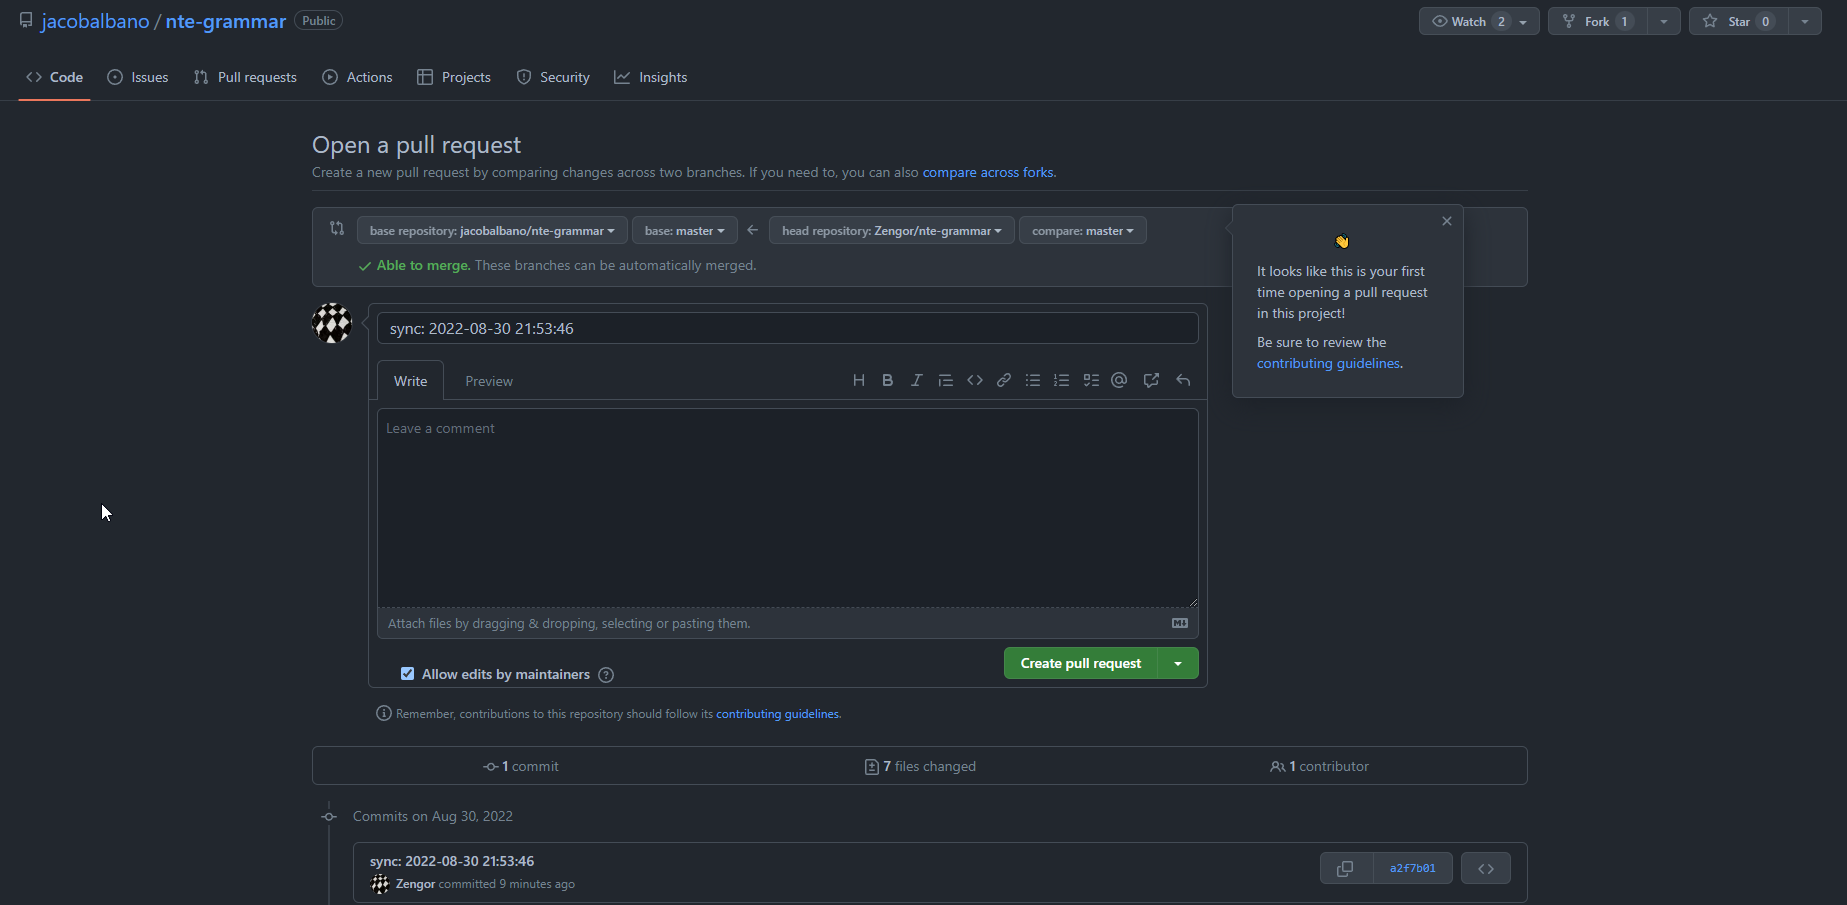 jacobalbano / nte-grammar Public
Watch 2 Fork 1 Star 0
Code Issues Pull requests Actions Projects Security Insights
Open a pull request
Create a new pull request by comparing changes across two branches. If you need to, you can also compare across forks.
base repository: jacobalbano/nte-grammar base: master ← head repository: Zengor/nte-grammar compare: master
Able to merge. These branches can be automatically merged.
It looks like this is your first
time opening a pull request
in this project!
Be sure to review the
contributing guidelines.
sync: 2022-08-30 21:53:46
Write Preview
Leave a comment
Attach files by dragging & dropping, selecting or pasting them.
Allow edits by maintainers
Create pull request
Remember, contributions to this repository should follow its contributing guidelines.
1 commit 7 files changed 1 contributor
Commits on Aug 30, 2022
sync: 2022-08-30 21:53:46
Zengor committed 9 minutes ago
a2f7b01